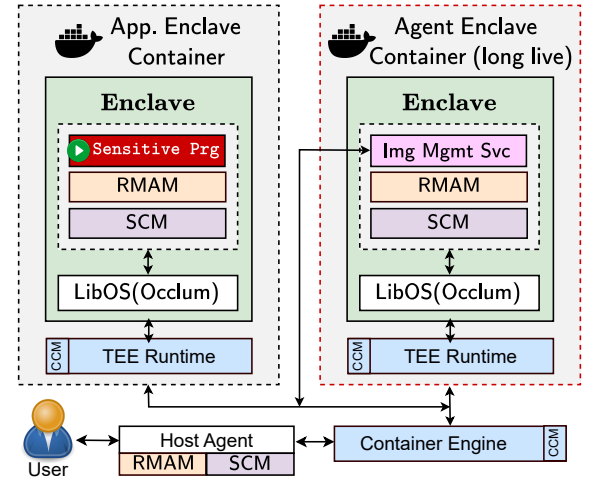 App. Enclave
Container
Enclave
Sensitive Prg
RMAM
SCM
LibOS(Occlum)
CCM
TEE Runtime
Agent Enclave
Container (long live)
Enclave
Img Mgmt Svc
RMAM
SCM
LibOS(Occlum)
CCM
TEE Runtime
User
Host Agent
RMAM
SCM
Container Engine
CCM